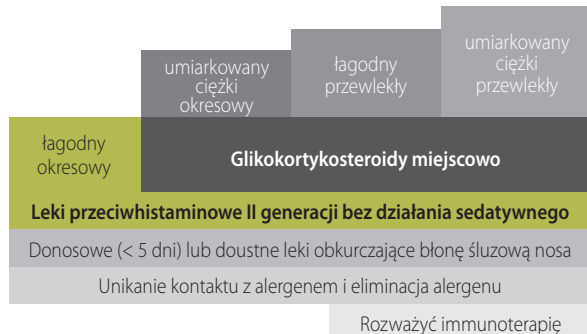 umiarkowany
ciężki
przewlekły
łagodny
przewlekły
umiarkowany
ciężki
okresowy
łagodny
okresowy
Glikokortykosteroidy miejscowo
Leki przeciwhistaminowe II generacji bez działania sedatywnego
Donosowe (< 5 dni) lub doustne leki obkurczające błonę śluzową nosa
Unikanie kontaktu z alergenem i eliminacja alergenu
Rozważyć immunoterapię